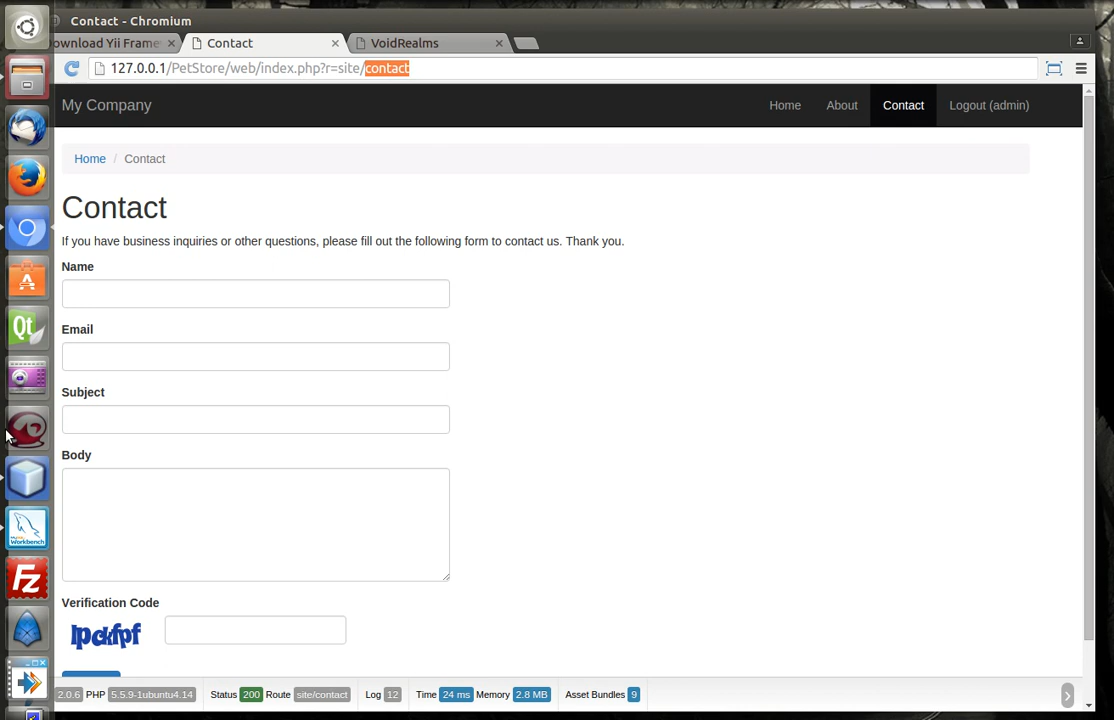 Contact - Chromium
ownload Yii Frame
Contact
VoidRealms
127.0.0.1/PetStore/web/index.php?r=site/contact
My Company
Home
About
Contact
Logout (admin)
Home / Contact
Contact
If you have business inquiries or other questions, please fill out the following form to contact us. Thank you.
Name
Email
Subject
Body
Verification Code
lpckfpf
2.0.6 PHP 5.5.9-1ubuntu4.14 Status 200 Route site/contact Log 12 Time 24 ms Memory 2.8 MB Asset Bundles 9
Qt
Workbench
Fz